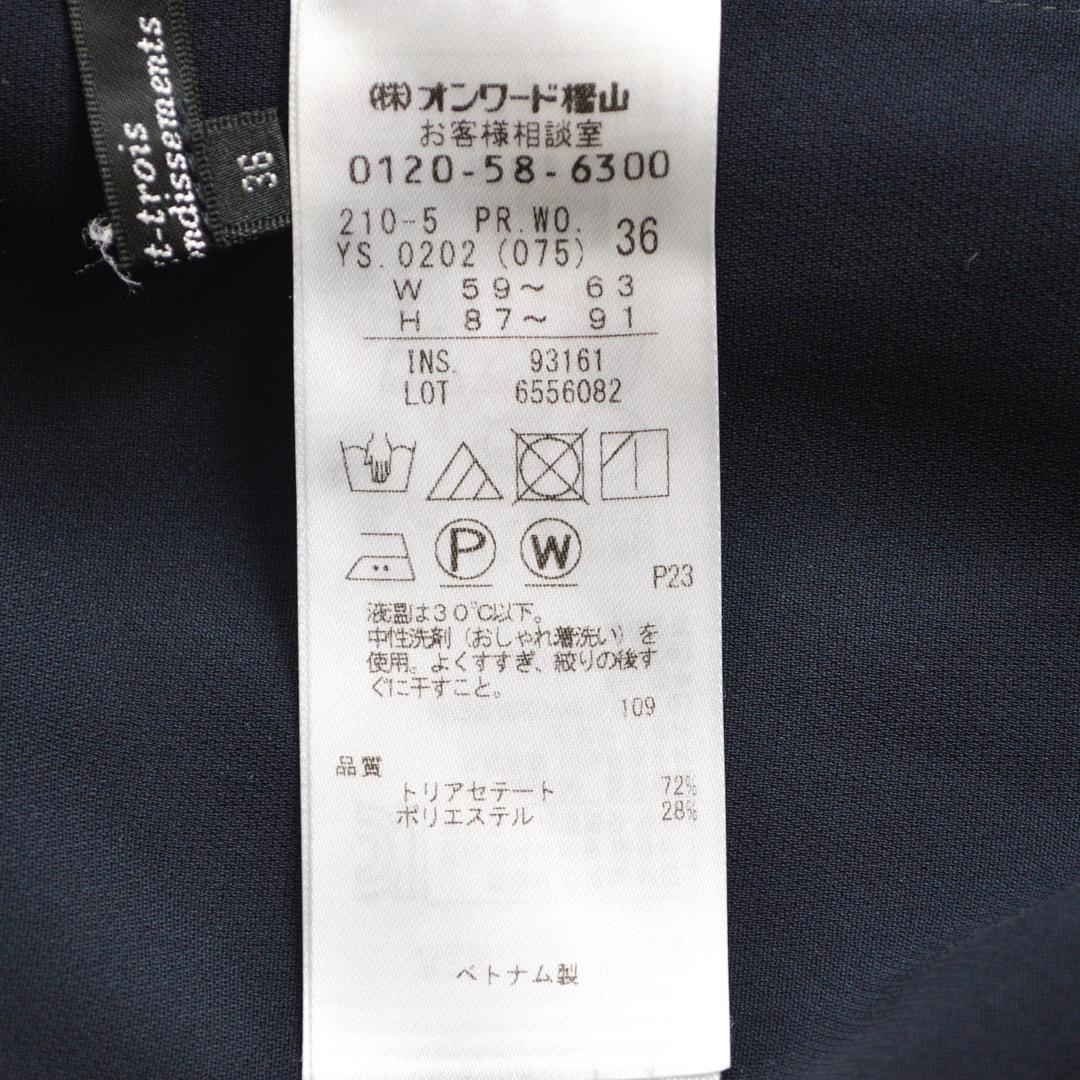 t-trois
ndissements
36
(株)オンワード樫山
お客様相談室
0120-58-6300
210-5 PR.WO. 36
YS.0202 (075)
W 59～ 63
H 87～ 91
INS. 93161
LOT 6556082
P W
P23
液温は30℃以下。
中性洗剤(おしゃれ着洗い)を
使用。よくすすぎ、絞りの後す
ぐに干すこと。
109
品質
トリアセテート 72%
ポリエステル 28%
ベトナム製